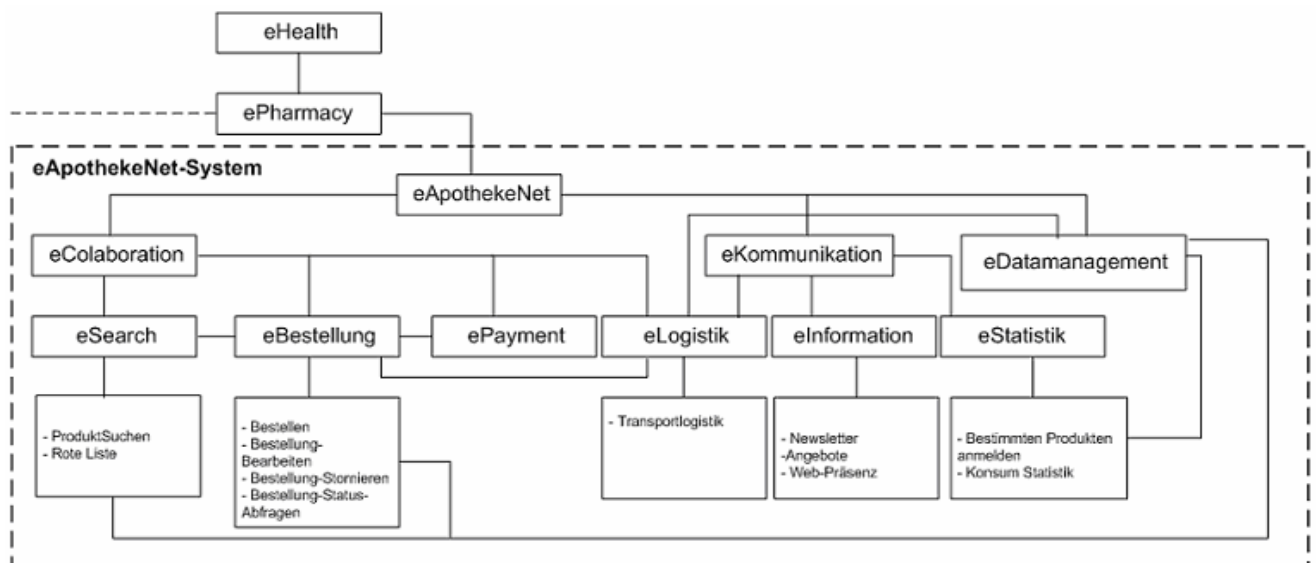 eHealth
ePharmacy
eApothekeNet-System
eApothekeNet
eColaboration
eKommunikation
eDatamanagement
eSearch
eBestellung
ePayment
eLogistik
eInformation
eStatistik
- ProduktSuchen
- Rote Liste
- Bestellen
- Bestellung-
Bearbeiten
- Bestellung-Stornieren
- Bestellung-Status-
Abfragen
- Transportlogistik
- Newsletter
-Angebote
- Web-Präsenz
- Bestimmten Produkten
anmelden
- Konsum Statistik